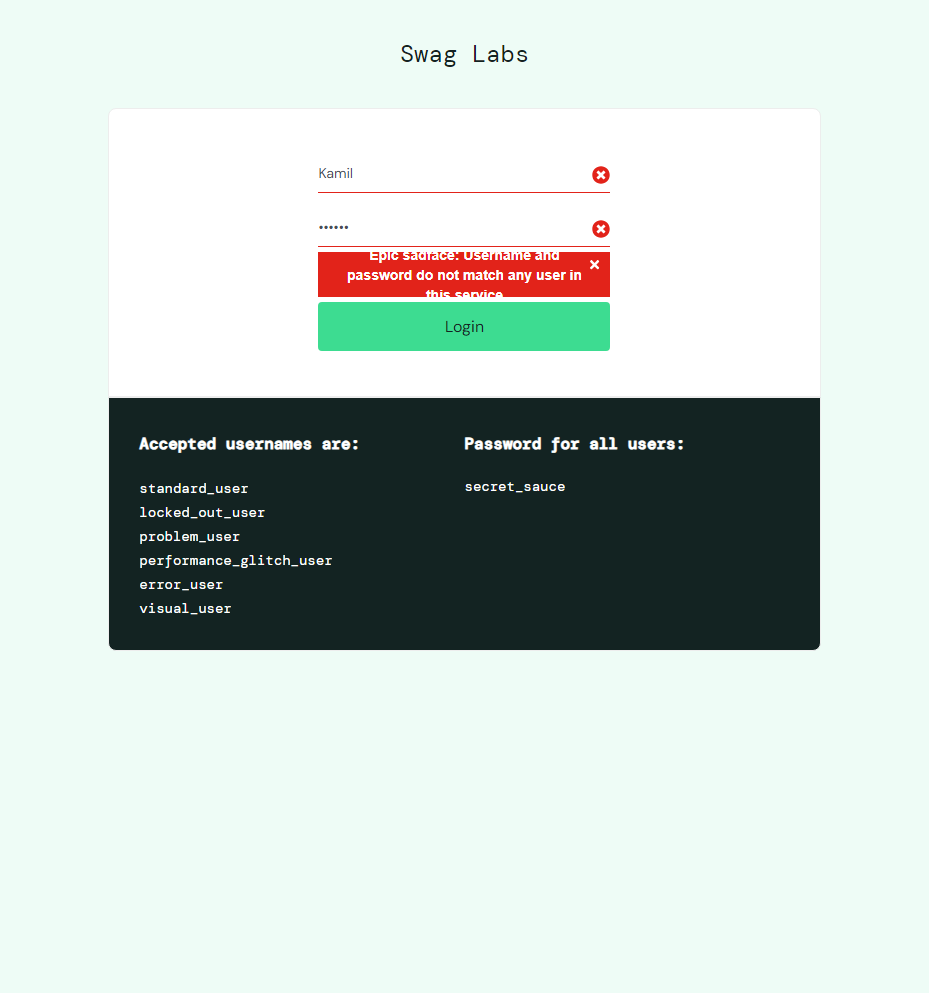 Swag Labs
Kamil
••••••
Epic sadface: Username and
password do not match any user in
this service
Login
Accepted usernames are:
standard_user
locked_out_user
problem_user
performance_glitch_user
error_user
visual_user
Password for all users:
secret_sauce